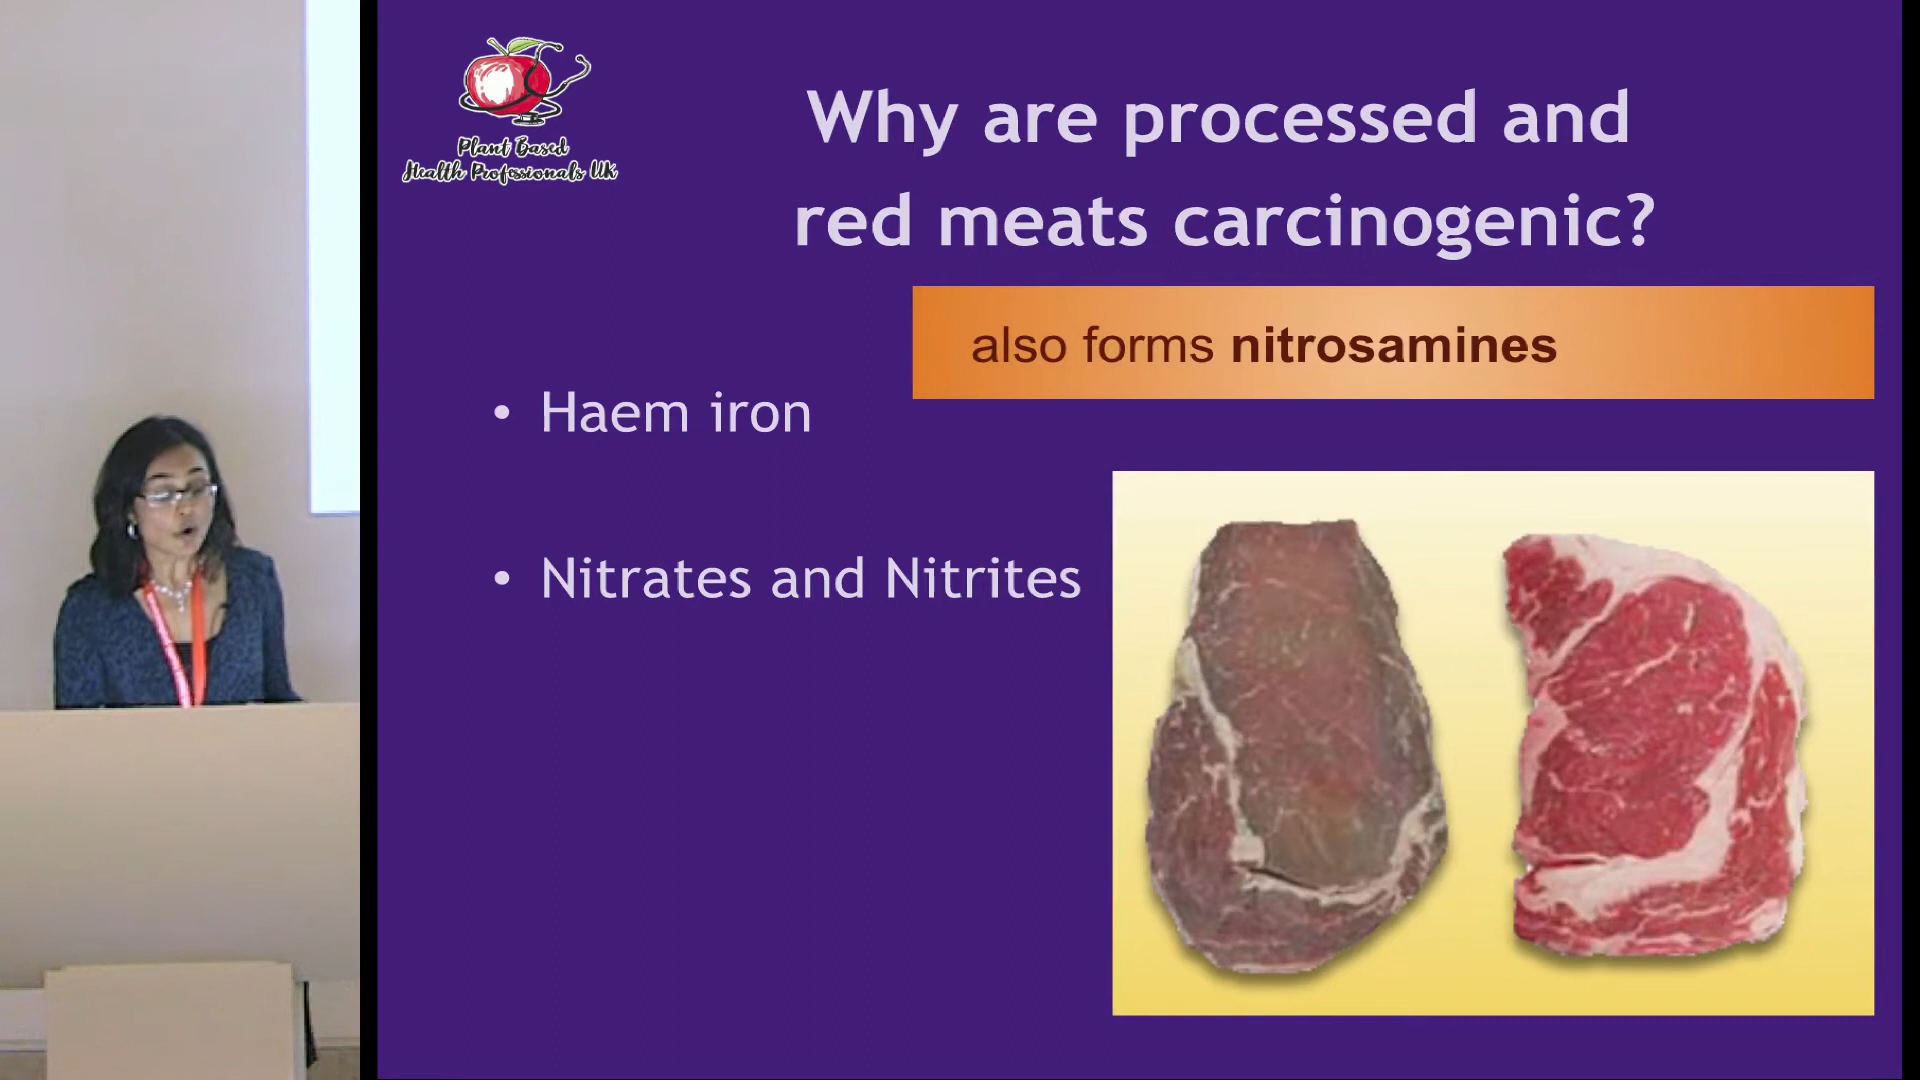 Plant Based
Health Professionals UK
Why are processed and
red meats carcinogenic?
also forms nitrosamines
• Haem iron
• Nitrates and Nitrites